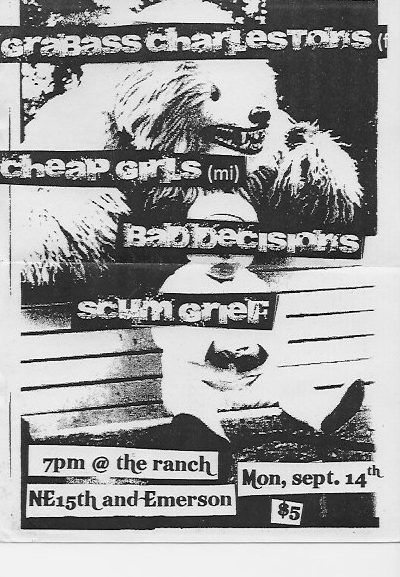 Grabass Charlestons (f
Cheap Girls (mi)
Bad Decisions
Scum Grief
7pm @ the ranch
NE15th and Emerson
Mon, sept. 14th
$5